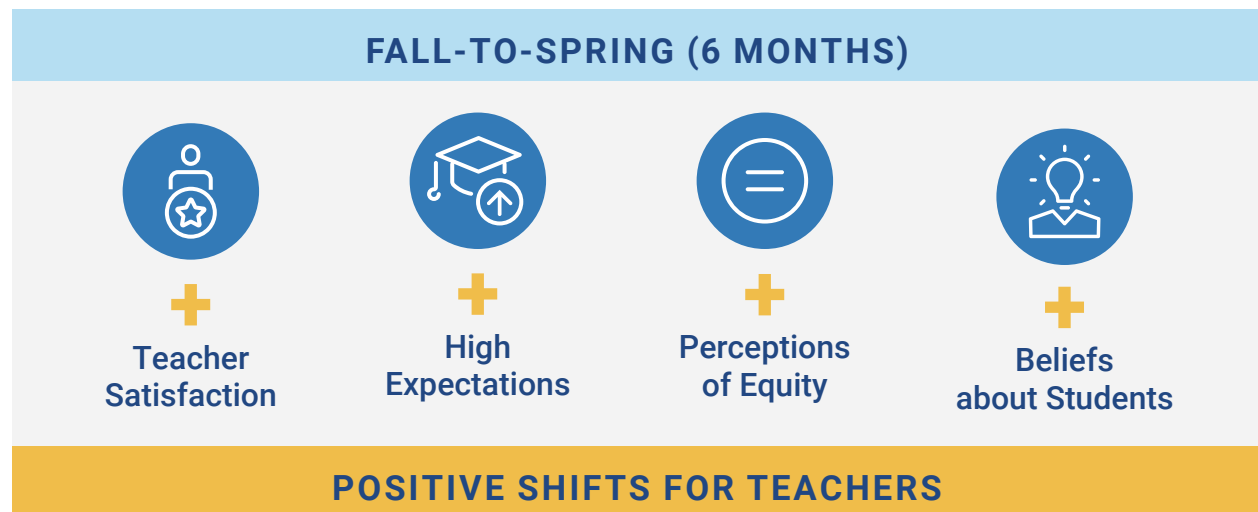 FALL-TO-SPRING (6 MONTHS)
Teacher
Satisfaction
High
Expectations
Perceptions
of Equity
Beliefs
about Students
POSITIVE SHIFTS FOR TEACHERS